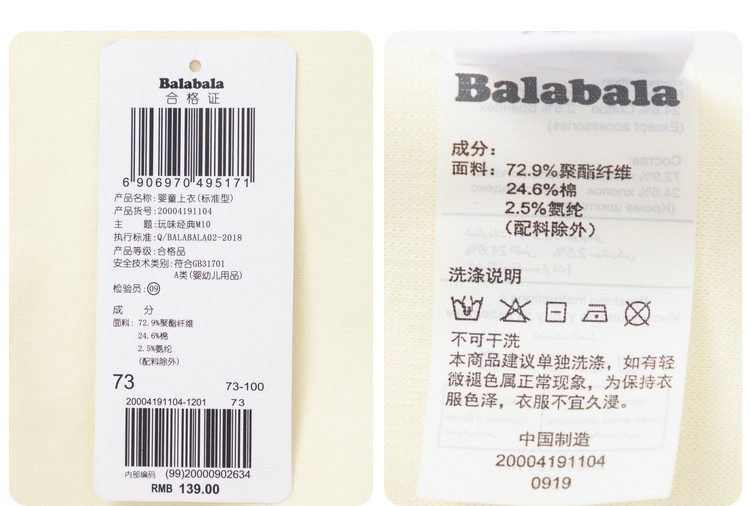 Balabala
合格证
6 906970 495171
产品名称:婴童上衣(标准型)
产品货号:20004191104
主 题:玩味经典M10
执行标准:Q/BALABALA02-2018
产品等级:合格品
安全技术类别:符合GB31701
A类(婴幼儿用品)
检验员:09
成 分
面料: 72.9%聚酯纤维
24.6%棉
2.5%氨纶
(配料除外)
73 73-100
20004191104-1201 73
内部编码 (99)20000902634
RMB 139.00
Balabala
成分:
面料: 72.9%聚酯纤维
24.6%棉
2.5%氨纶
(配料除外)
洗涤说明
不可干洗
本商品建议单独洗涤，如有轻
微褪色属正常现象，为保持衣
服色泽，衣服不宜久浸。
中国制造
20004191104
0919